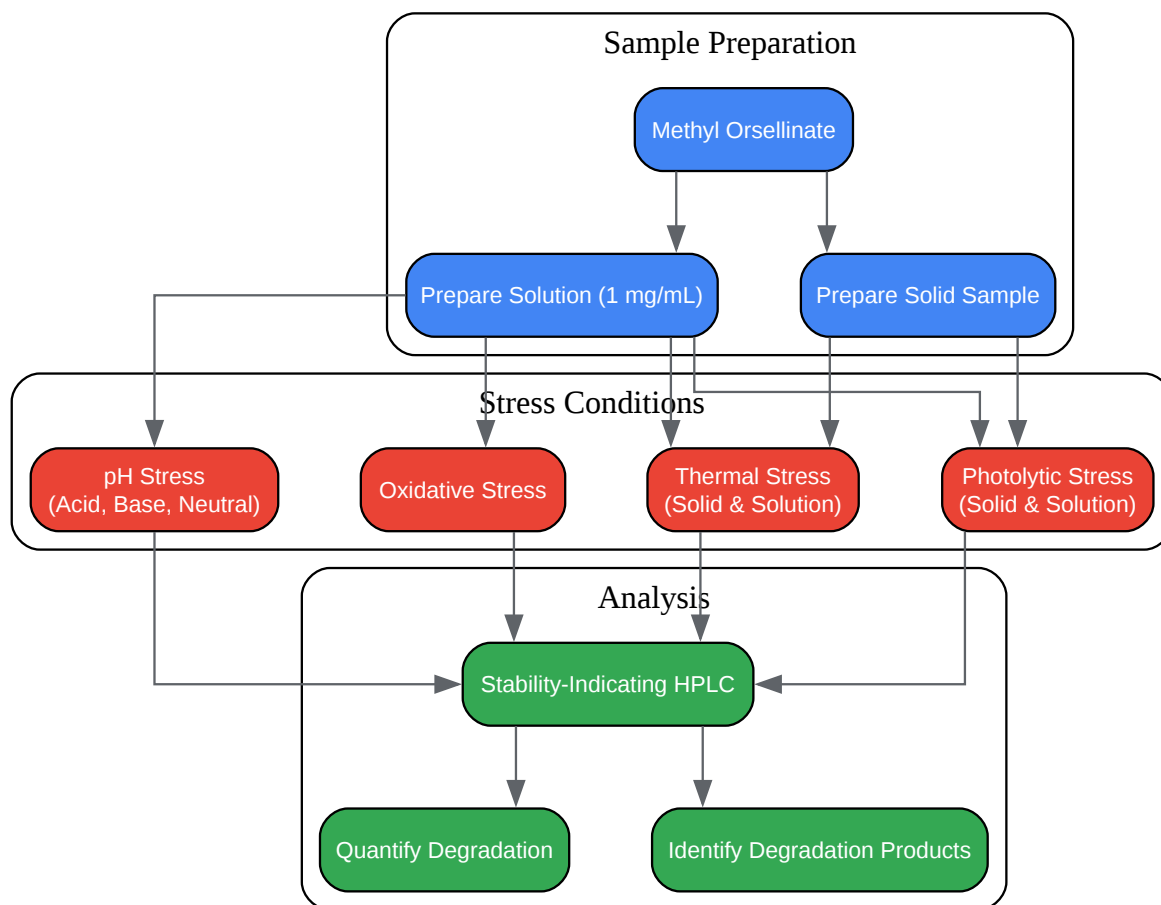 Sample Preparation
Methyl Orsellinate
Prepare Solution (1 mg/mL)
Prepare Solid Sample
Stress Conditions
pH Stress
(Acid, Base, Neutral)
Oxidative Stress
Thermal Stress
(Solid & Solution)
Photolytic Stress
(Solid & Solution)
Analysis
Stability-Indicating HPLC
Quantify Degradation
Identify Degradation Products